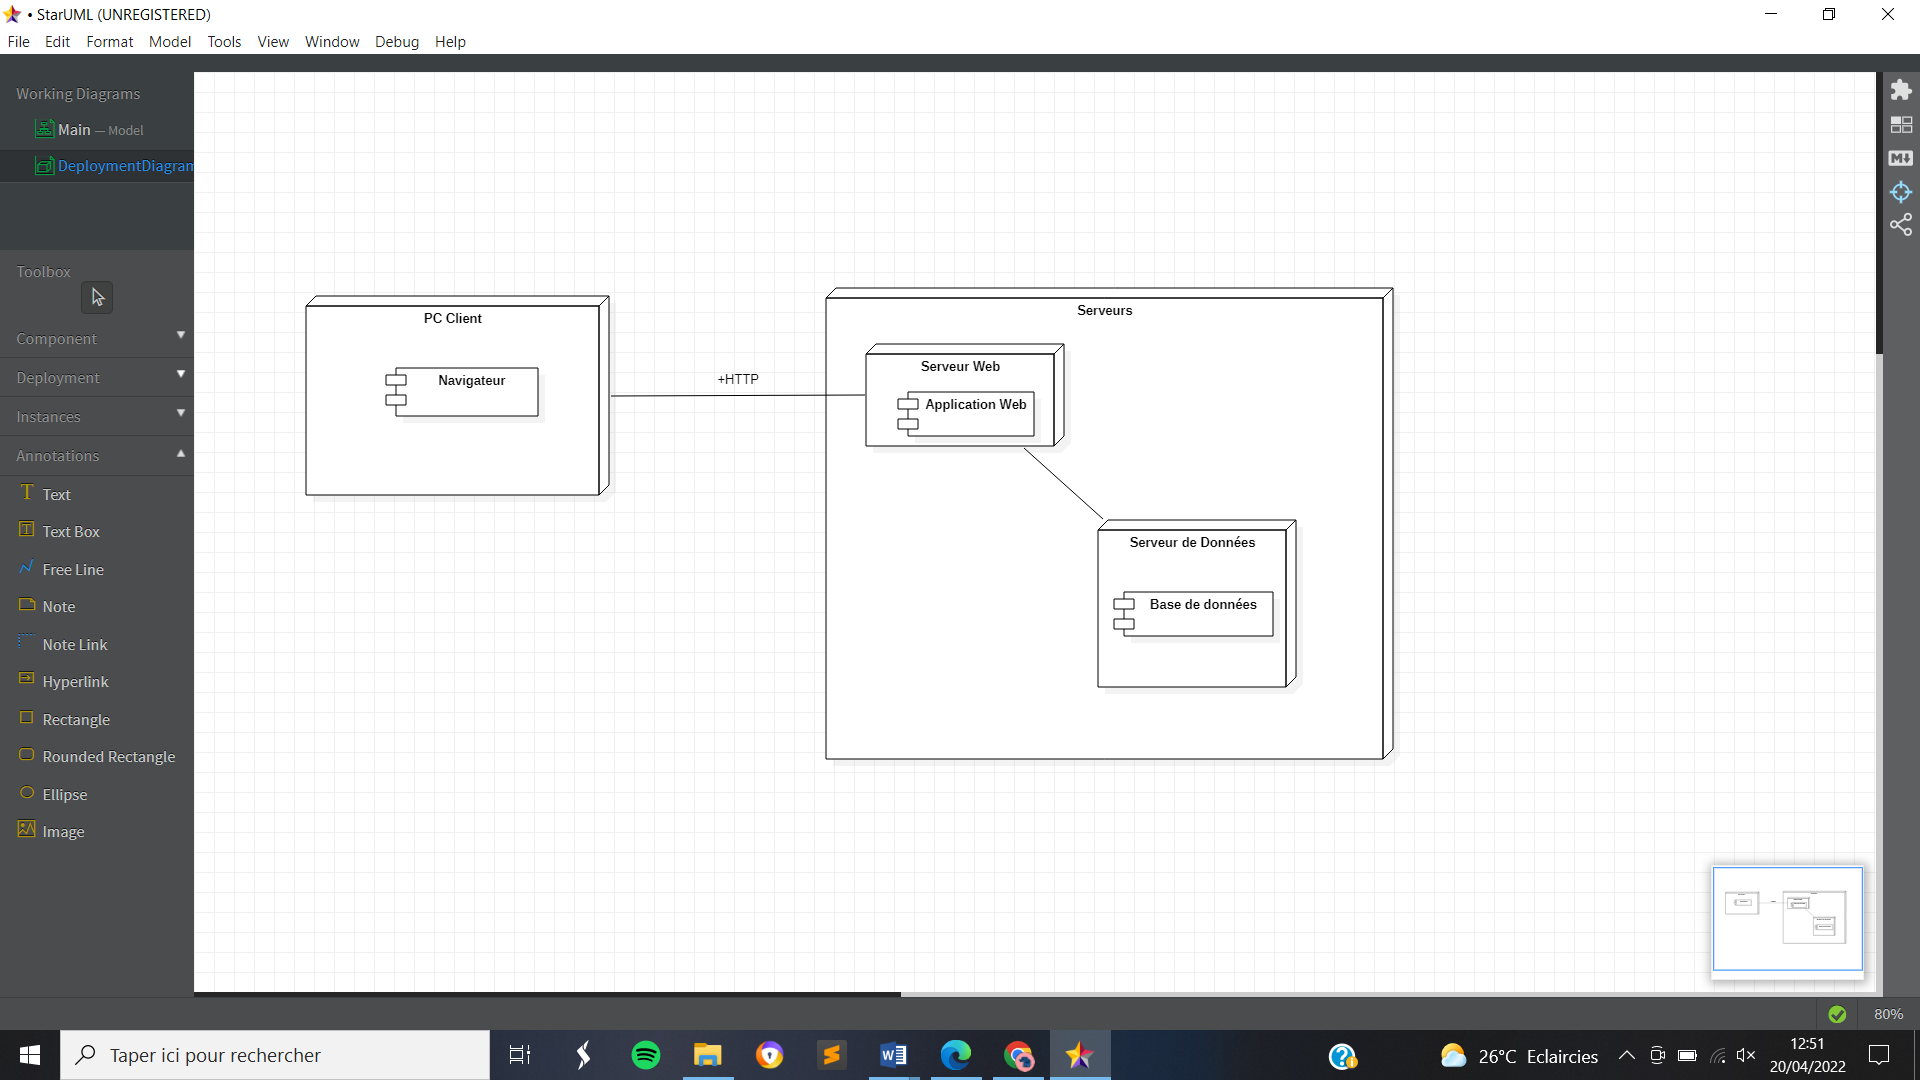 • StarUML (UNREGISTERED)
File Edit Format Model Tools View Window Debug Help
Working Diagrams
Main — Model
DeploymentDiagram
Toolbox
Component
Deployment
Instances
Annotations
Text
Text Box
Free Line
Note
Note Link
Hyperlink
Rectangle
Rounded Rectangle
Ellipse
Image
PC Client
Navigateur
+HTTP
Serveurs
Serveur Web
Application Web
Serveur de Données
Base de données
M
80%
Taper ici pour rechercher
26°C Eclaircies
12:51
20/04/2022